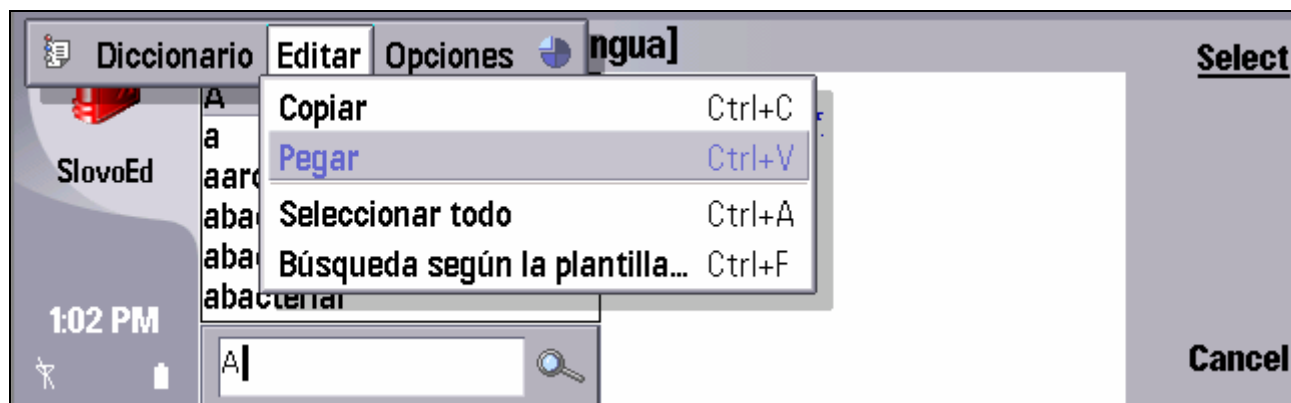 Diccionario Editar Opciones ngua]
Select
Copiar Ctrl+C
Pegar Ctrl+V
Seleccionar todo Ctrl+A
Búsqueda según la plantilla... Ctrl+F
SlovoEd
A
a
abacterial
1:02 PM
A
Cancel